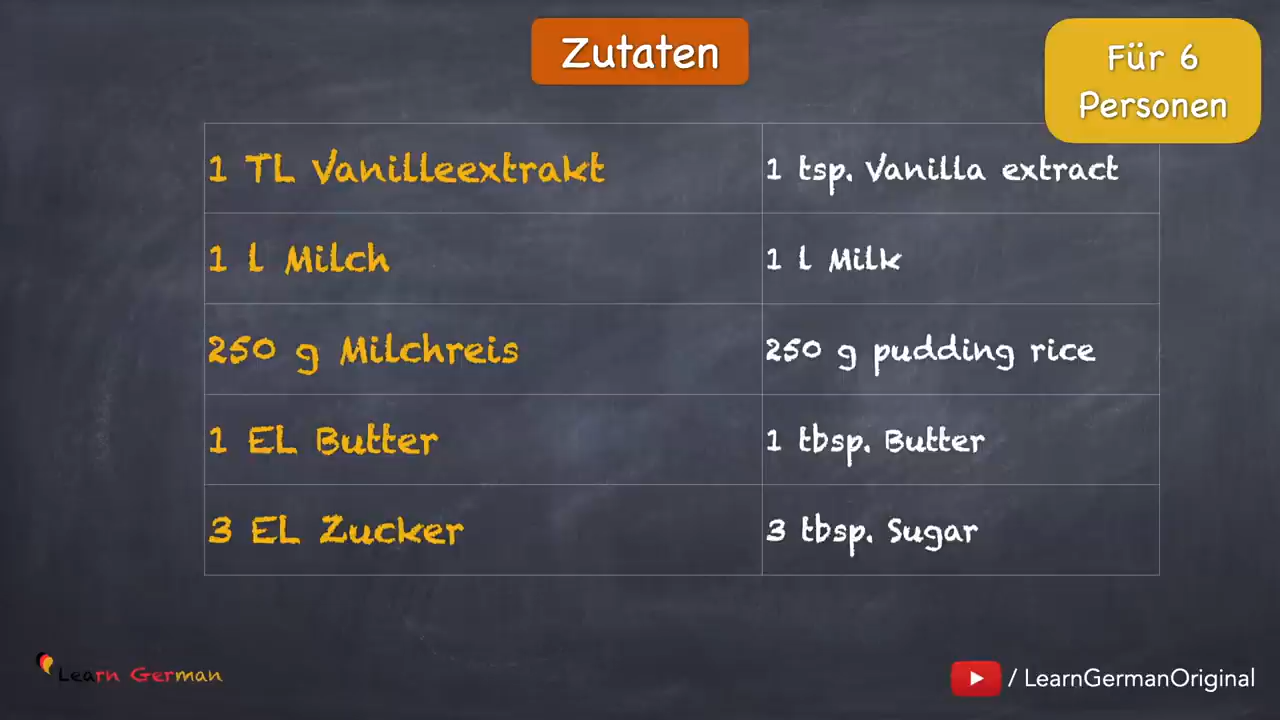 Zutaten
Für 6
Personen
1 TL Vanilleextrakt
1 tsp. Vanilla extract
1 l Milch
1 l Milk
250 g Milchreis
250 g pudding rice
1 EL Butter
1 tbsp. Butter
3 EL Zucker
3 tbsp. Sugar
Learn German
/ LearnGermanOriginal